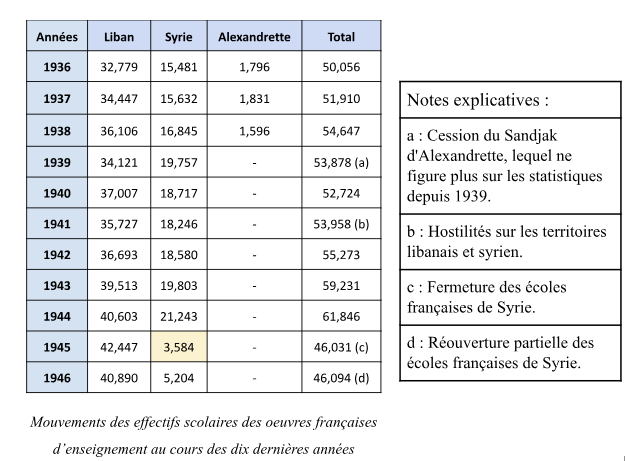 Années Liban Syrie Alexandrette Total
1936 32,779 15,481 1,796 50,056
1937 34,447 15,632 1,831 51,910
1938 36,106 16,845 1,596 54,647
1939 34,121 19,757 - 53,878 (a)
1940 37,007 18,717 - 52,724
1941 35,727 18,246 - 53,958 (b)
1942 36,693 18,580 - 55,273
1943 39,513 19,803 - 59,231
1944 40,603 21,243 - 61,846
1945 42,447 3,584 - 46,031 (c)
1946 40,890 5,204 - 46,094 (d)
Mouvements des effectifs scolaires des oeuvres françaises
d’enseignement au cours des dix dernières années
Notes explicatives :
a : Cession du Sandjak
d'Alexandrette, lequel ne
figure plus sur les statistiques
depuis 1939.
b : Hostilités sur les territoires
libanais et syrien.
c : Fermeture des écoles
françaises de Syrie.
d : Réouverture partielle des
écoles françaises de Syrie.